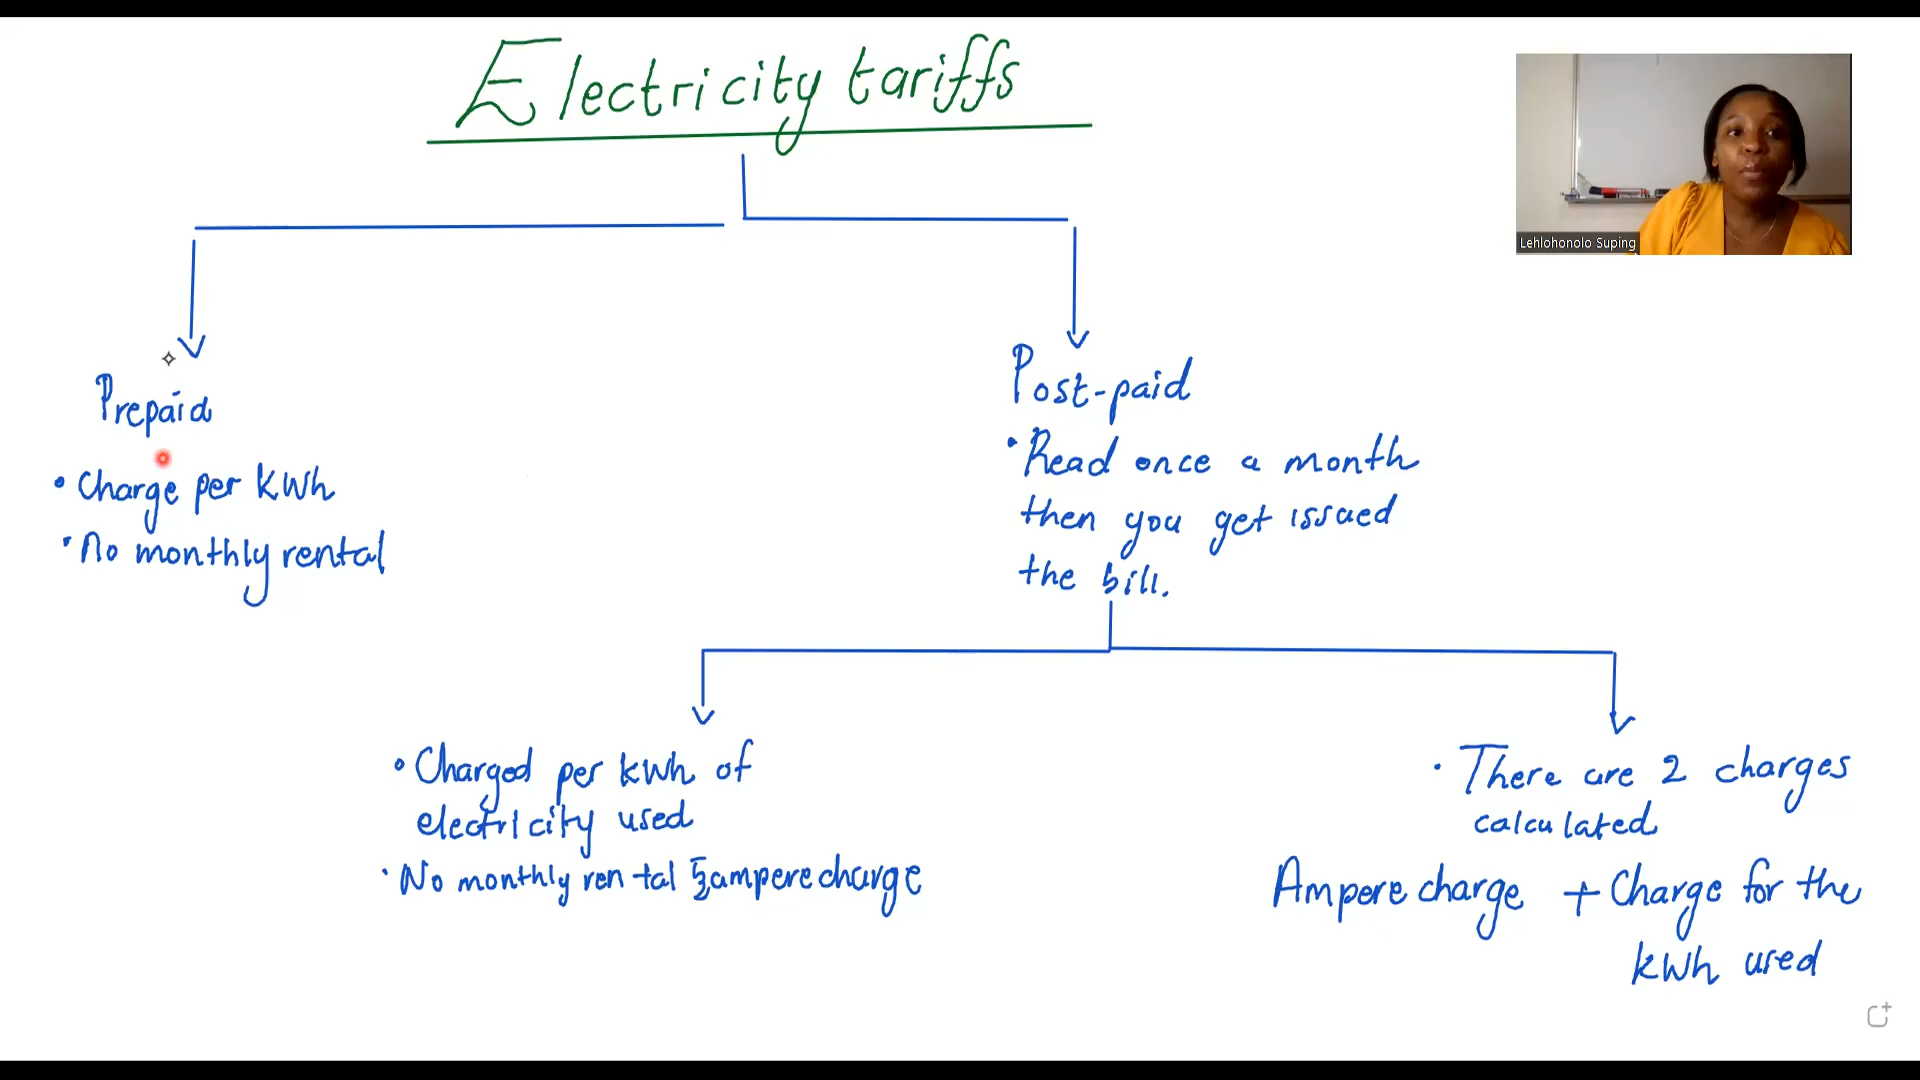 Electricity tariffs
Lehlohonolo Suping
Prepaid
• Charge per kWh
• No monthly rental
Post-paid
• Read once a month
then you get issued
the bill.
• Charged per kWh of
electricity used
• No monthly rental & ampere charge
• There are 2 charges
calculated
Ampere charge + Charge for the
kWh used